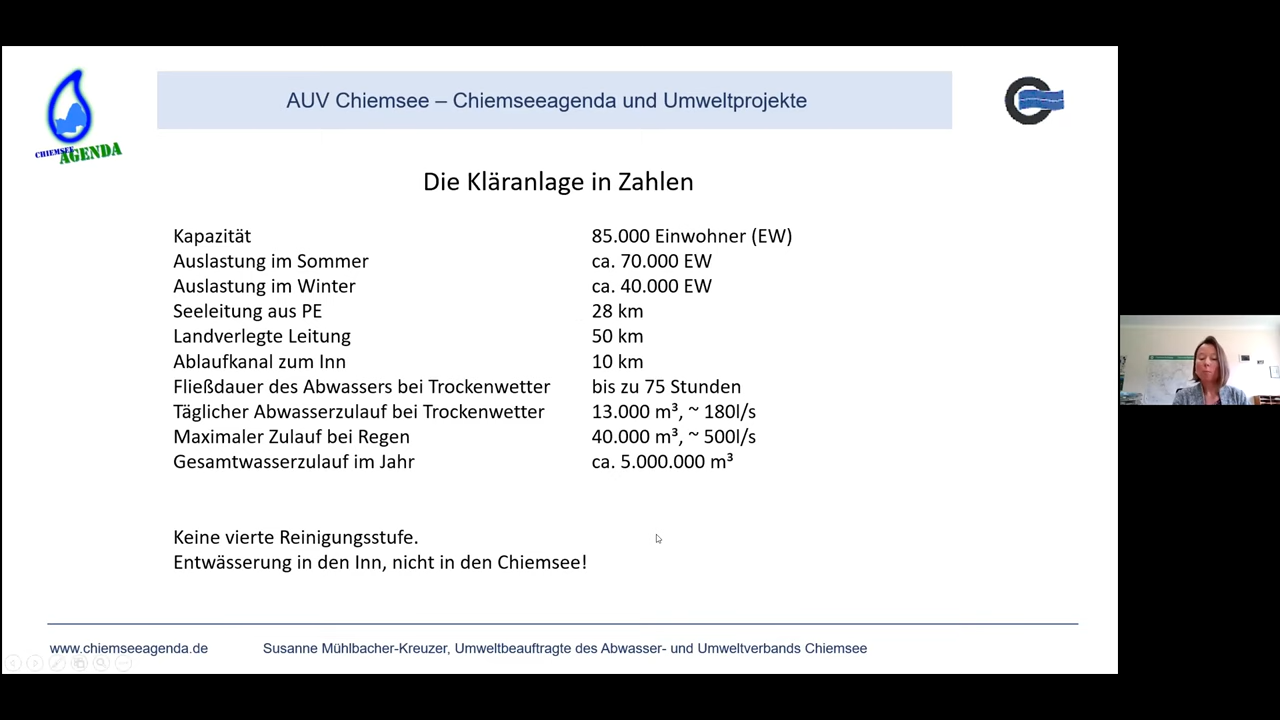 CHIEMSEE
AGENDA
AUV Chiemsee – Chiemseeagenda und Umweltprojekte
Die Kläranlage in Zahlen
Kapazität 85.000 Einwohner (EW)
Auslastung im Sommer ca. 70.000 EW
Auslastung im Winter ca. 40.000 EW
Seeleitung aus PE 28 km
Landverlegte Leitung 50 km
Ablaufkanal zum Inn 10 km
Fließdauer des Abwassers bei Trockenwetter bis zu 75 Stunden
Täglicher Abwasserzulauf bei Trockenwetter 13.000 m³, ~ 180l/s
Maximaler Zulauf bei Regen 40.000 m³, ~ 500l/s
Gesamtwasserzulauf im Jahr ca. 5.000.000 m³
Keine vierte Reinigungsstufe.
Entwässerung in den Inn, nicht in den Chiemsee!
www.chiemseeagenda.de Susanne Mühlbacher-Kreuzer, Umweltbeauftragte des Abwasser- und Umweltverbands Chiemsee